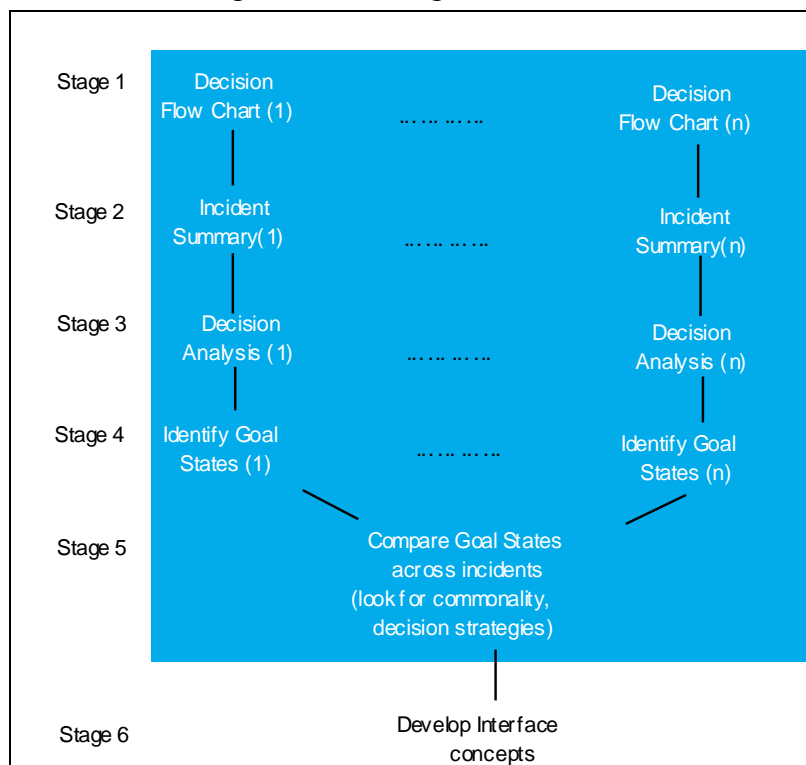 Stage 1
Decision
Flow Chart (1)
... ... ... ...
Decision
Flow Chart (n)
Stage 2
Incident
Summary(1)
... ... ... ...
Incident
Summary(n)
Stage 3
Decision
Analysis (1)
... ... ... ...
Decision
Analysis (n)
Stage 4
Identify Goal
States (1)
... ... ... ...
Identify Goal
States (n)
Stage 5
Compare Goal States
across incidents
(look for commonality,
decision strategies)
Stage 6
Develop Interface
concepts